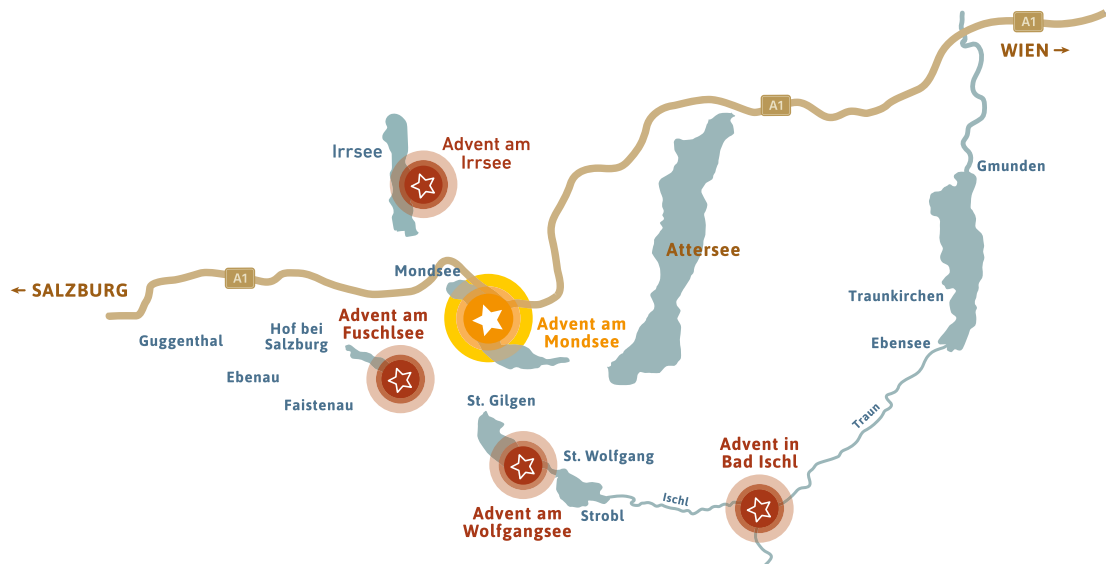 A1
WIEN →
A1
Irrsee
Advent am
Irrsee
Gmunden
Attersee
Mondsee
A1
← SALZBURG
Traunkirchen
Advent am
Fuschlsee
Advent am
Mondsee
Hof bei
Salzburg
Guggenthal
Ebensee
Ebenau
Faistenau
St. Gilgen
Traun
Advent in
Bad Ischl
St. Wolfgang
Ischl
Strobl
Advent am
Wolfgangsee